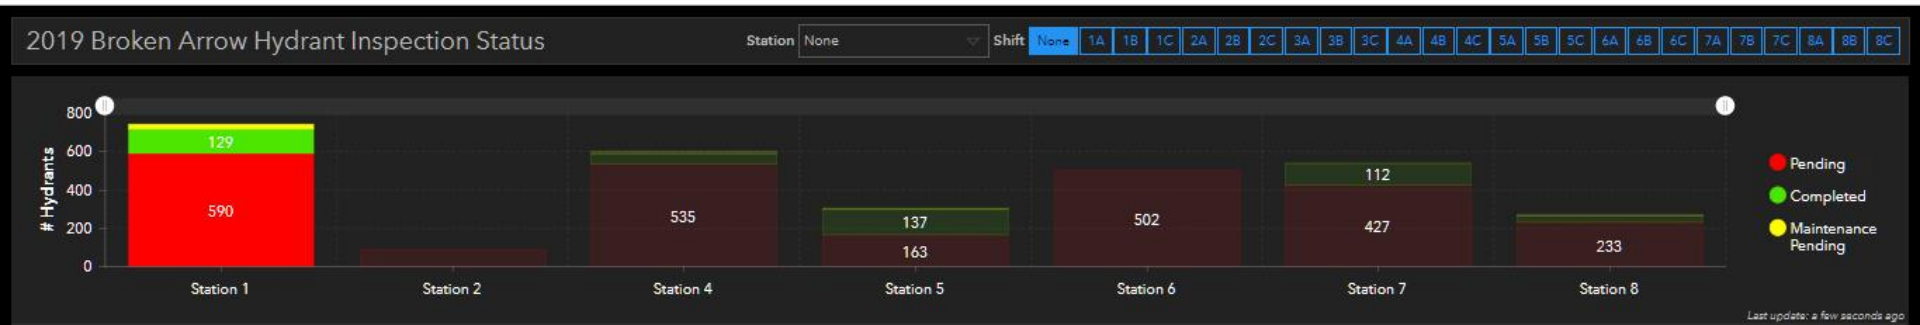 2019 Broken Arrow Hydrant Inspection Status
Station None Shift None 1A 1B 1C 2A 2B 2C 3A 3B 3C 4A 4B 4C 5A 5B 5C 6A 6B 6C 7A 7B 7C 8A 8B 8C
# Hydrants
800
600
400
200
0
129
590
535
137
163
502
112
427
233
Station 1 Station 2 Station 4 Station 5 Station 6 Station 7 Station 8
Pending
Completed
Maintenance
Pending
Last update: a few seconds ago